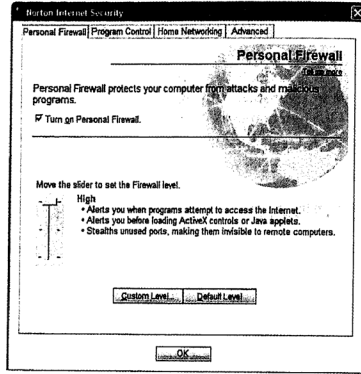 Norton Internet Security
Personal Firewall Program Control Home Networking Advanced
Personal Firewall
Tell me more
Personal Firewall protects your computer from attacks and malicious
programs.
Turn on Personal Firewall.
Move the slider to set the Firewall level.
High
• Alerts you when programs attempt to access the Internet.
• Alerts you before loading ActiveX controls or Java applets.
• Stealths unused ports, making them invisible to remote computers.
Custom Level... Default Level
OK